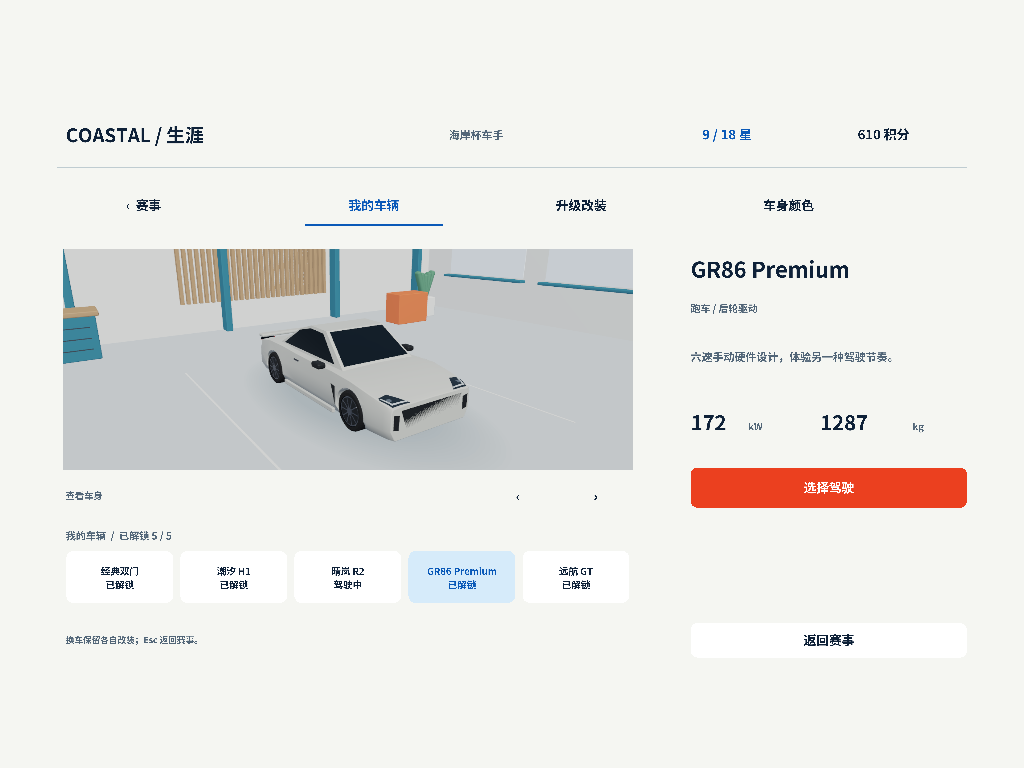 COASTAL / 生涯
海岸杯车手
9 / 18 星
610 积分
‹ 赛事
我的车辆
升级改装
车身颜色
GR86 Premium
跑车 / 后轮驱动
六速手动硬件设计，体验另一种驾驶节奏。
172 kW
1287 kg
选择驾驶
查看车身
‹ ›
我的车辆 / 已解锁 5 / 5
经典双门
已解锁
潮汐 H1
已解锁
晴岚 R2
驾驶中
GR86 Premium
已解锁
远航 GT
已解锁
换车保留各自改装；Esc 返回赛事。
返回赛事